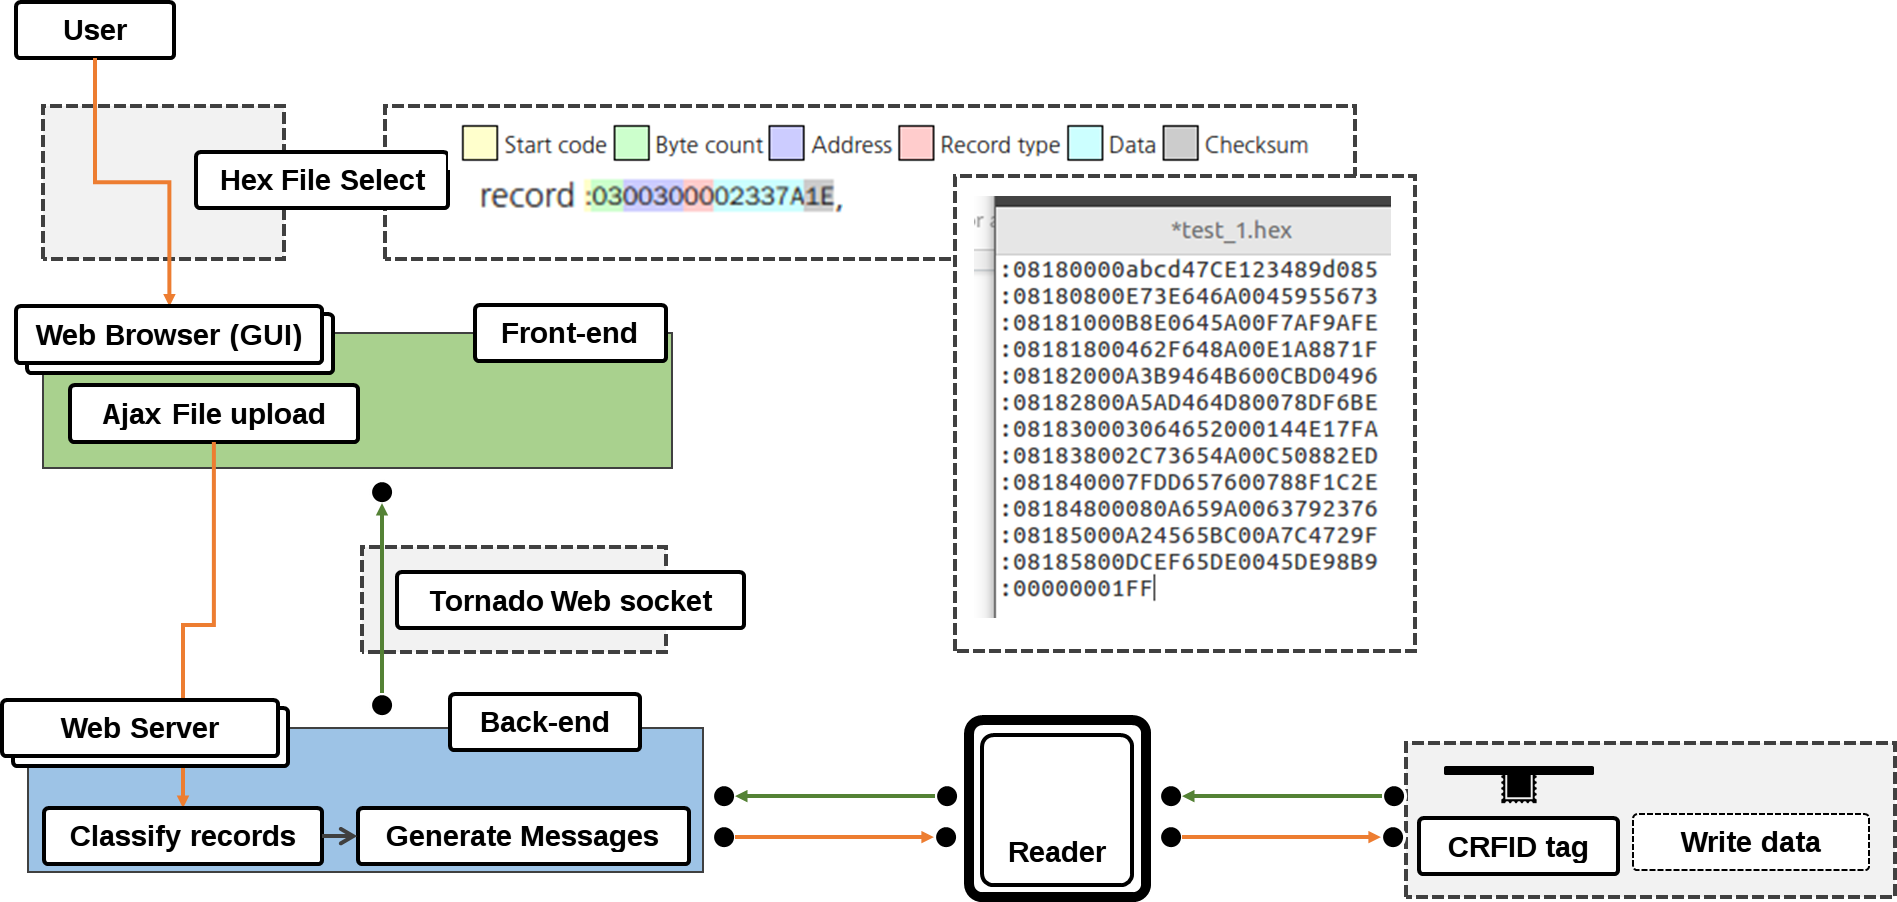 User
Hex File Select
Start code Byte count Address Record type Data Checksum
record :0300300002337A1E,
or a
*test_1.hex
:08180000abcd47CE123489d085
:08180800E73E646A0045955673
:08181000B8E0645A00F7AF9AFE
:08181800462F648A00E1A8871F
:08182000A3B9464B600CBD0496
:08182800A5AD464D80078DF6BE
:081830003064652000144E17FA
:081838002C73654A00C50882ED
:081840007FDD657600788F1C2E
:08184800080A659A0063792376
:08185000A24565BC00A7C4729F
:08185800DCEF65DE0045DE98B9
:00000001FF
Web Browser (GUI)
Front-end
Ajax File upload
Tornado Web socket
Web Server
Back-end
Classify records
Generate Messages
Reader
CRFID tag
Write data